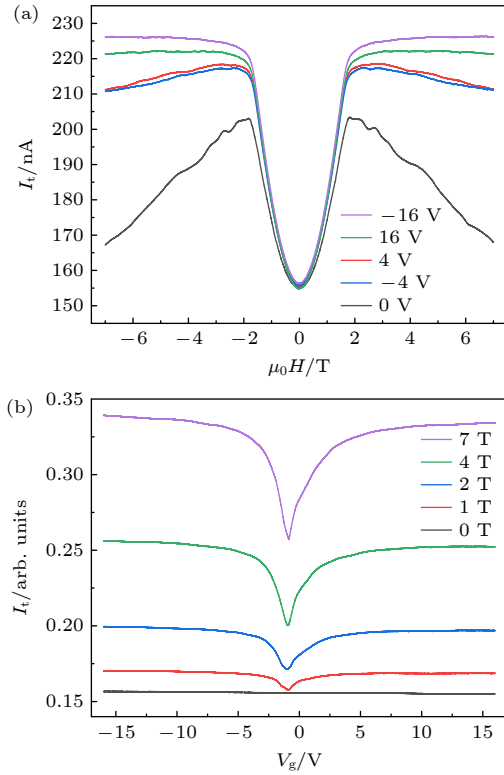 (a)
230
220
210
200
190
180
170
160
150
I_t/nA
−16 V
16 V
4 V
−4 V
0 V
−6 −4 −2 0 2 4 6
μ₀H/T
(b)
0.35
0.30
0.25
0.20
0.15
I_t/arb. units
7 T
4 T
2 T
1 T
0 T
−15 −10 −5 0 5 10 15
V_g/V